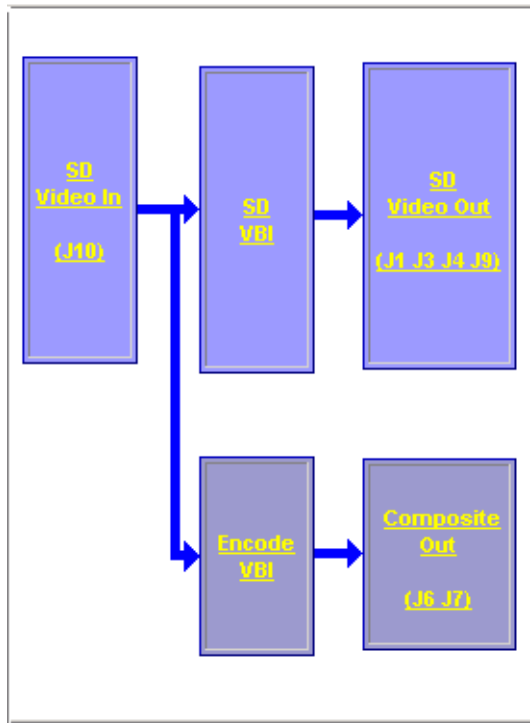 SD
Video In
(J10)
SD
VBI
SD
Video Out
(J1 J3 J4 J9)
Encode
VBI
Composite
Out
(J6 J7)